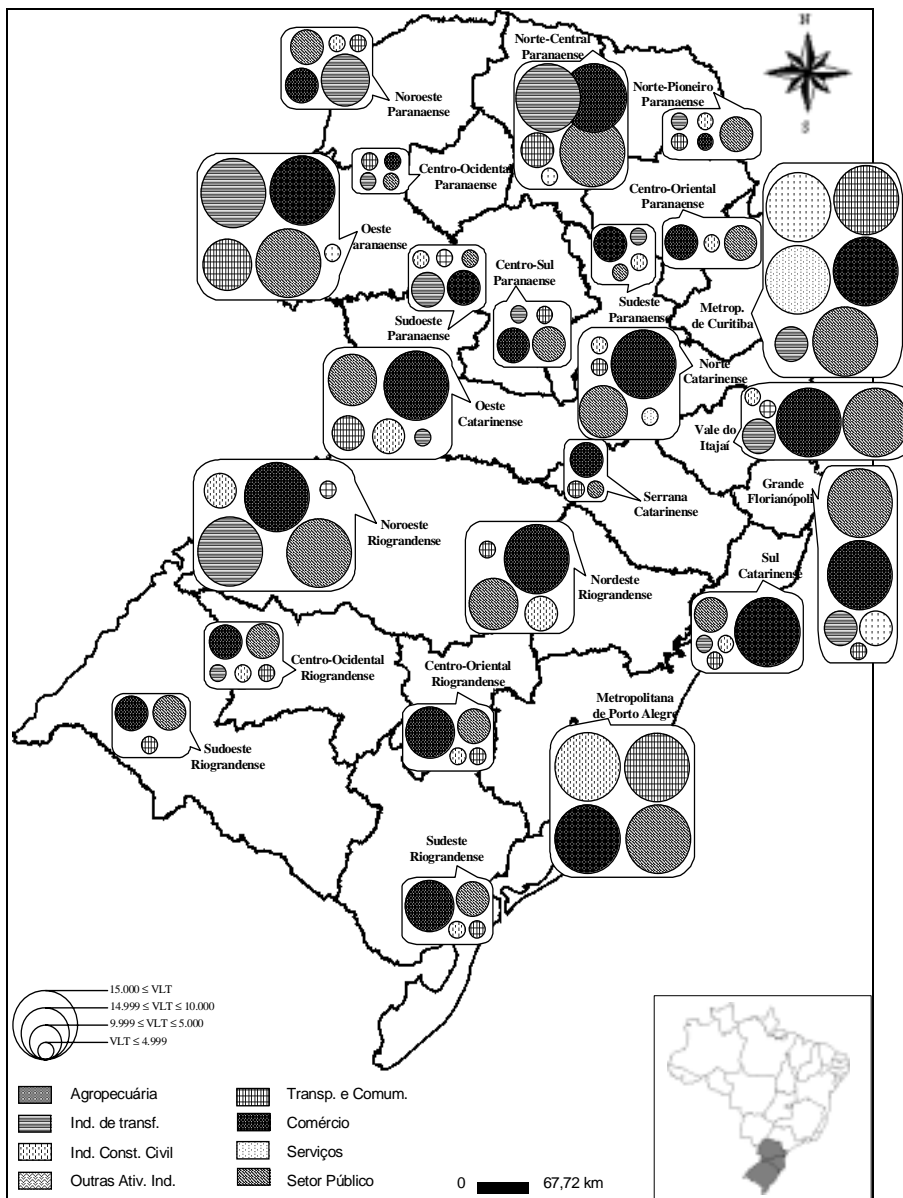 N
S
Norte-Central
Paranaense
Norte-Pioneiro
Paranaense
Noroeste
Paranaense
Centro-Ocidental
Paranaense
Centro-Oriental
Paranaense
Oeste
Paranaense
Centro-Sul
Paranaense
Sudoeste
Paranaense
Sudeste
Paranaense
Metrop.
de Curitiba
Norte
Catarinense
Oeste
Catarinense
Vale do
Itajaí
Serrana
Catarinense
Grande
Florianópoli
Noroeste
Riograndense
Nordeste
Riograndense
Sul
Catarinense
Centro-Ocidental
Riograndense
Centro-Oriental
Riograndense
Metropolitana
de Porto Alegre
Sudoeste
Riograndense
Sudeste
Riograndense
15.000 ≤ VLT
14.999 ≤ VLT ≤ 10.000
9.999 ≤ VLT ≤ 5.000
VLT ≤ 4.999
Agropecuária
Ind. de transf.
Ind. Const. Civil
Outras Ativ. Ind.
Transp. e Comum.
Comércio
Serviços
Setor Público
0 67,72 km